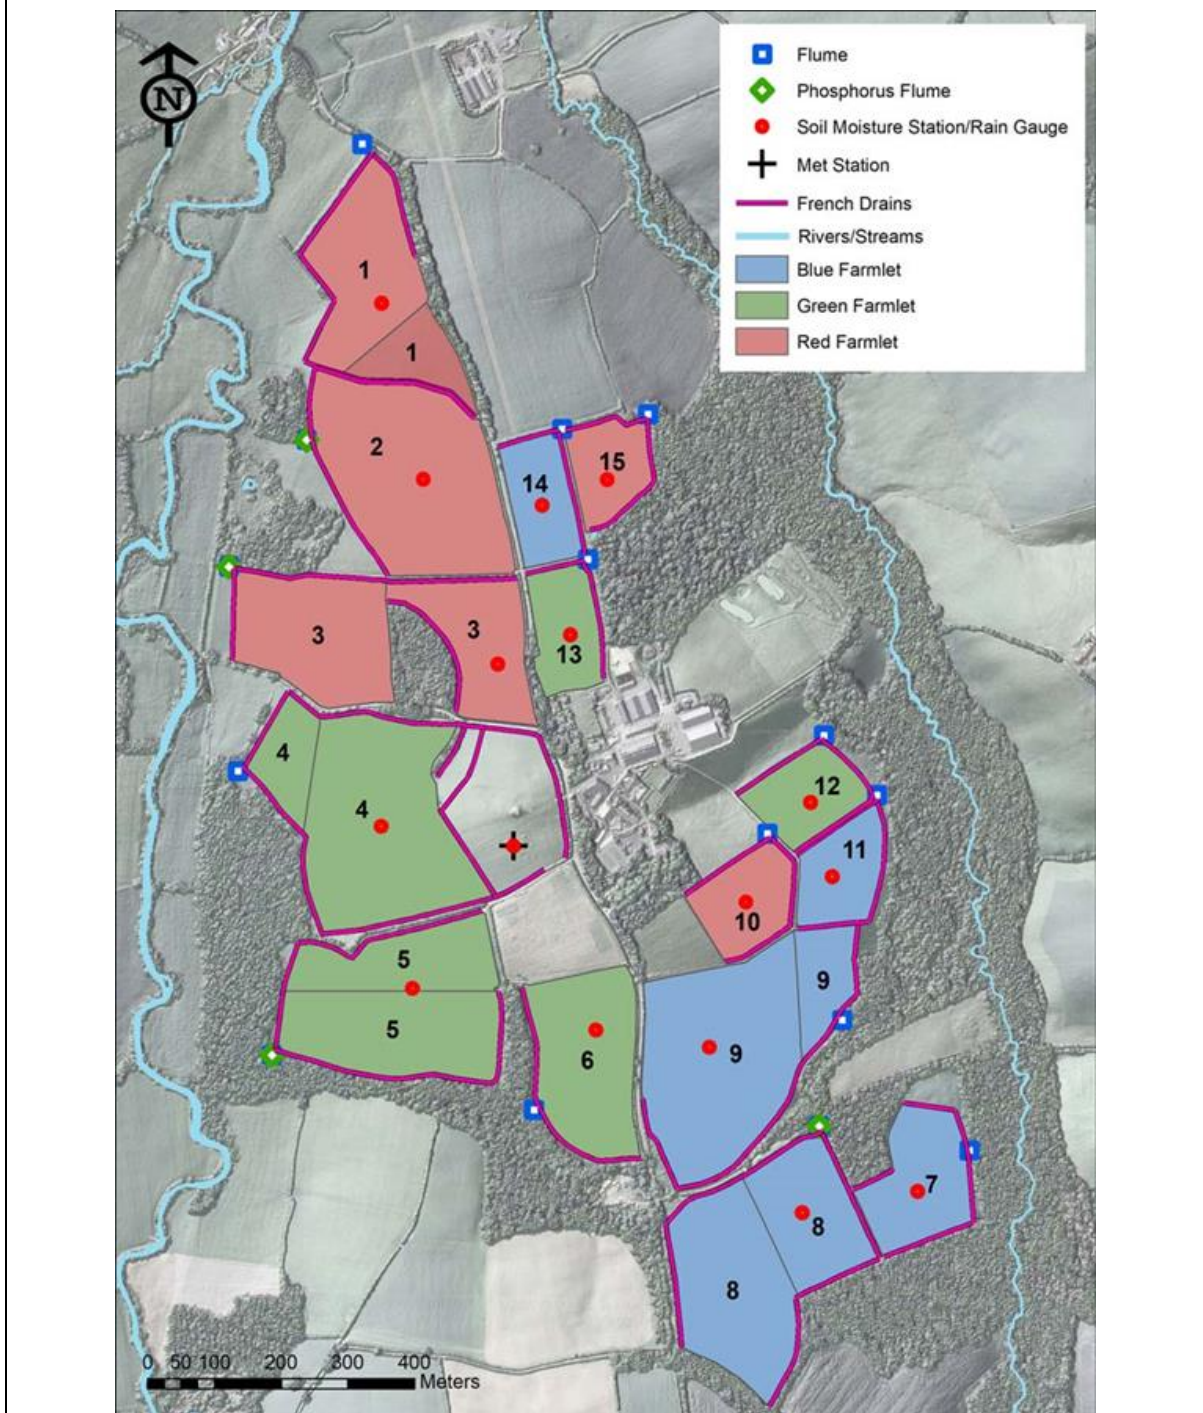 N
Flume
Phosphorus Flume
Soil Moisture Station/Rain Gauge
Met Station
French Drains
Rivers/Streams
Blue Farmlet
Green Farmlet
Red Farmlet
1
1
2
14
15
3
3
13
4
4
12
11
10
5
9
5
6
9
7
8
8
0 50 100 200 300 400
Meters